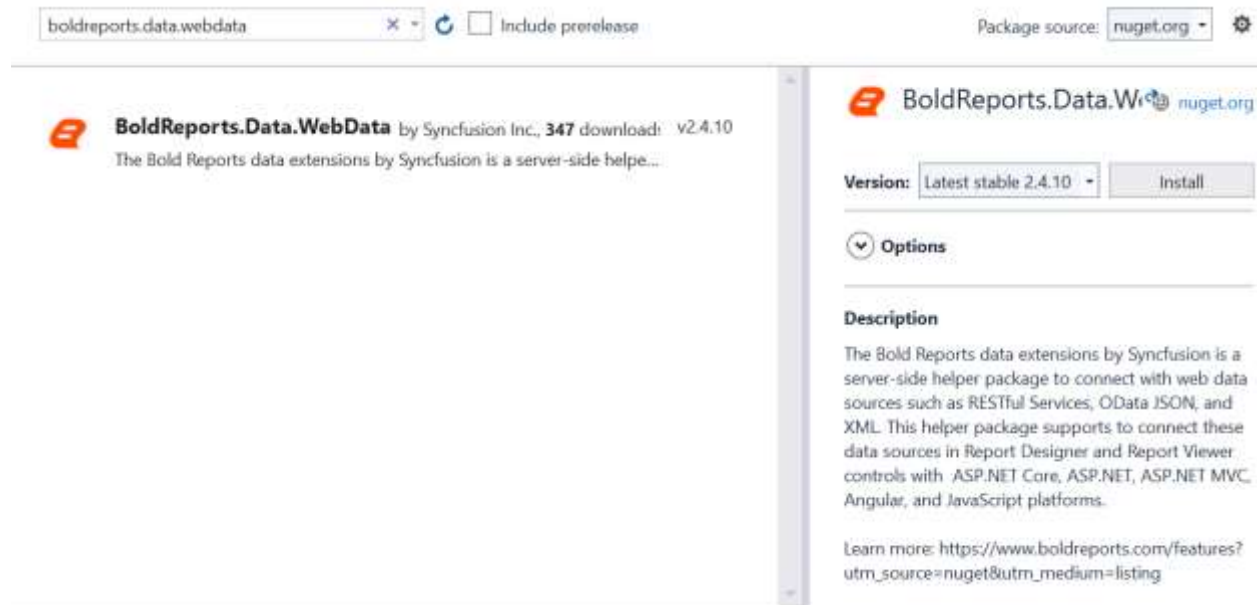 boldreports.data.webdata
Include prerelease
Package source: nuget.org
BoldReports.Data.WebData by Syncfusion Inc., 347 downloads v2.4.10
The Bold Reports data extensions by Syncfusion is a server-side helpe...
BoldReports.Data.W nuget.org
Version: Latest stable 2.4.10 Install
Options
Description
The Bold Reports data extensions by Syncfusion is a
server-side helper package to connect with web data
sources such as RESTful Services, OData JSON, and
XML. This helper package supports to connect these
data sources in Report Designer and Report Viewer
controls with ASP.NET Core, ASP.NET, ASP.NET MVC,
Angular, and JavaScript platforms.
Learn more: https://www.boldreports.com/features?
utm_source=nuget&utm_medium=listing